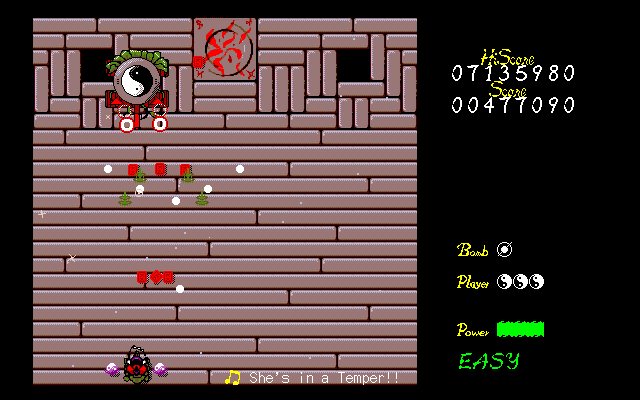 HiScore
07135980
Score
00477090
Bomb
Player
Power
EASY
♫ She's in a Temper!!